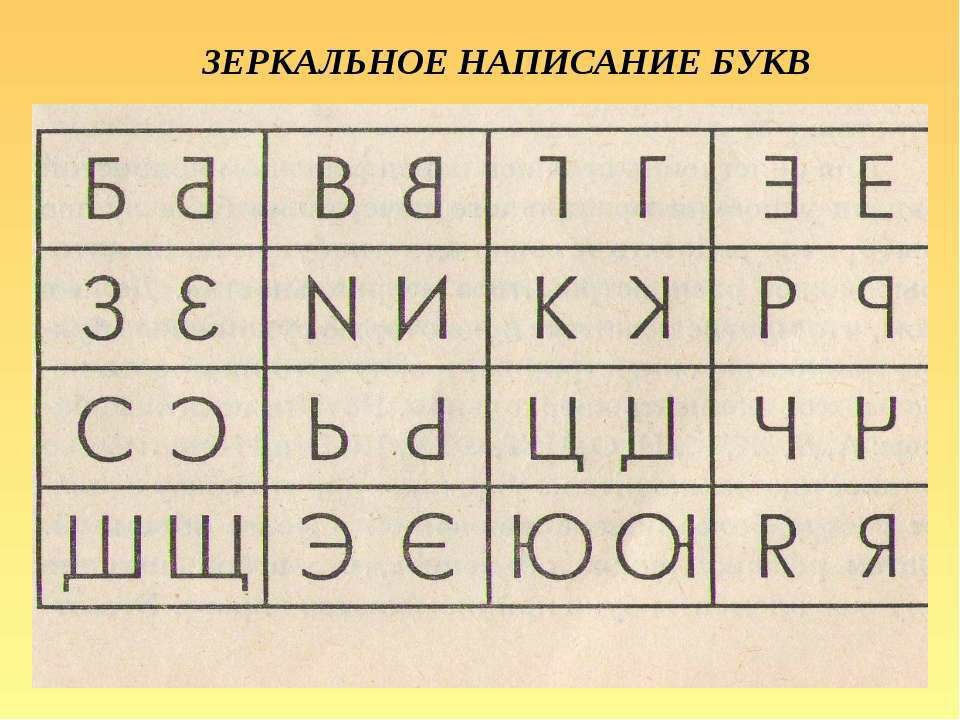 ЗЕРКАЛЬНОЕ НАПИСАНИЕ БУКВ
Б Б В В Г Г Ǝ Е
З Ɛ N И К К Р ꟼ
С Ɔ Ь Ь Ц Ц Ч Ч
Щ Щ Э Є Ю Ю R Я